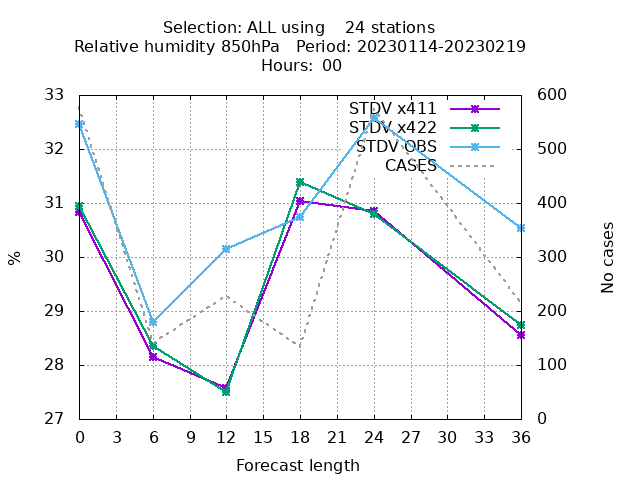 Selection: ALL using 24 stations
Relative humidity 850hPa Period: 20230114-20230219
Hours: 00
STDV x411
STDV x422
STDV OBS
CASES
%
33
32
31
30
29
28
27
600
500
400
300
200
100
0
No cases
0 3 6 9 12 15 18 21 24 27 30 33 36
Forecast length